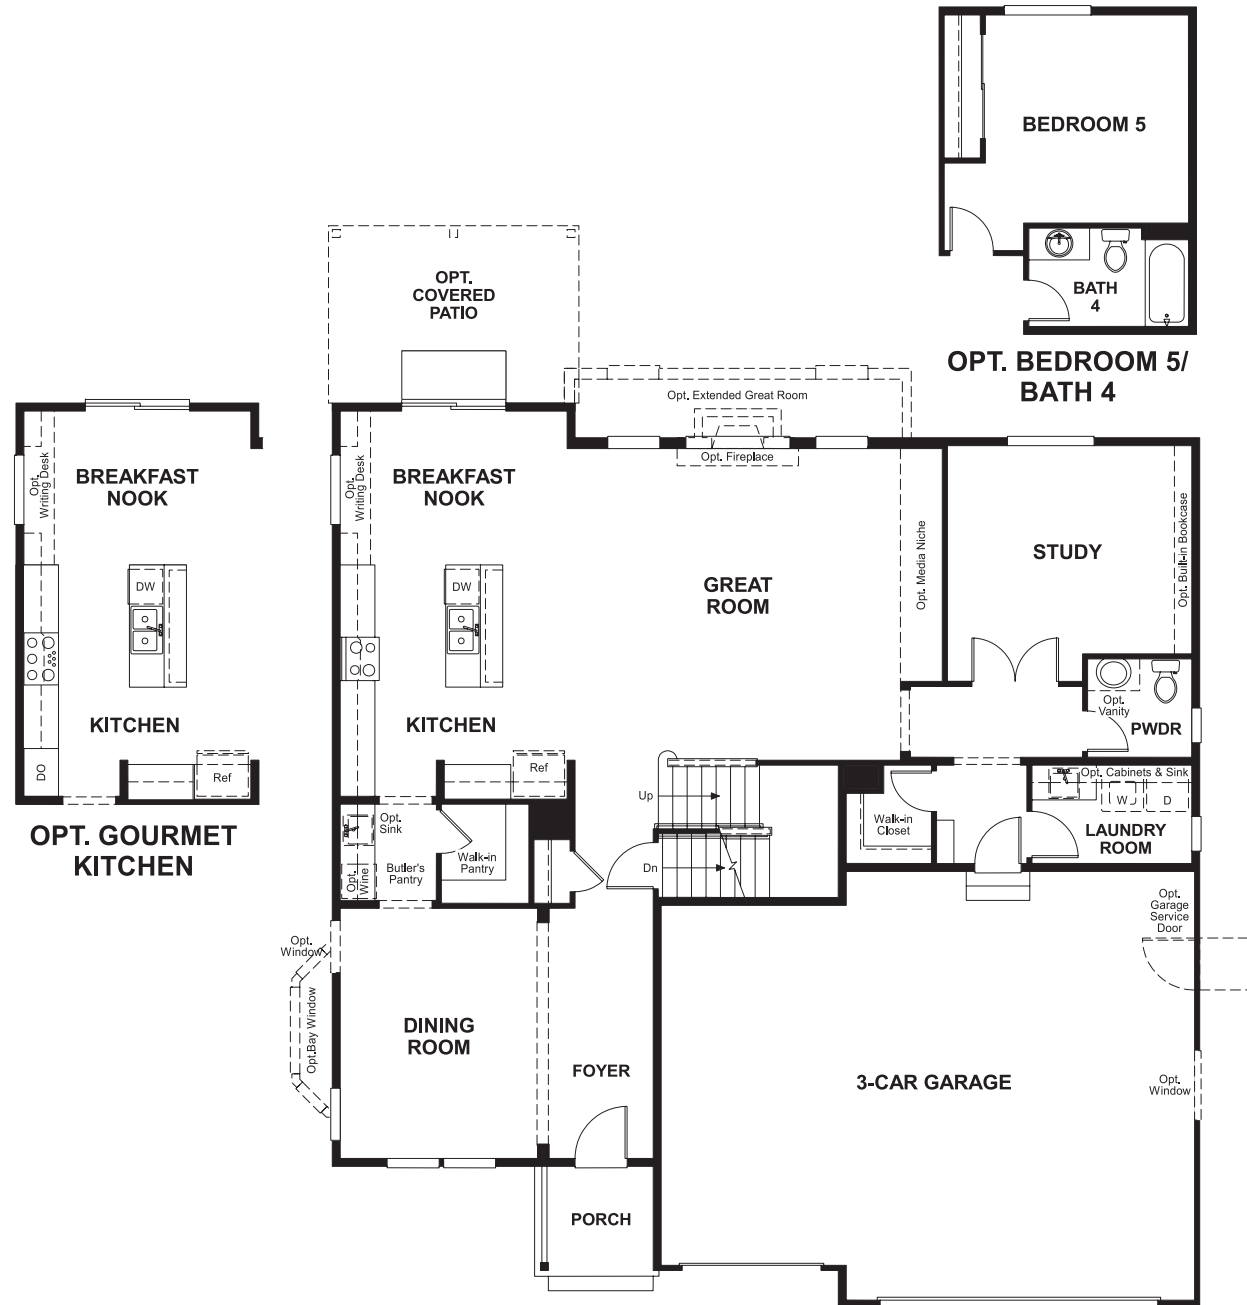 BEDROOM 5
BATH
4
OPT. BEDROOM 5/
BATH 4
OPT.
COVERED
PATIO
Opt. Extended Great Room
Opt. Fireplace
BREAKFAST
NOOK
Opt.
Writing Desk
DW
KITCHEN
DO
Ref
OPT. GOURMET
KITCHEN
BREAKFAST
NOOK
Opt.
Writing Desk
DW
KITCHEN
Ref
GREAT
ROOM
Opt. Media Niche
STUDY
Opt. Built-in Bookcase
Opt.
Vanity
PWDR
Up
Dn
Walk-in
Closet
Opt. Cabinets & Sink
W
D
LAUNDRY
ROOM
Opt.
Sink
Opt.
Wine
Butler's
Pantry
Walk-in
Pantry
Opt.
Window
Opt.Bay Window
DINING
ROOM
FOYER
PORCH
3-CAR GARAGE
Opt.
Garage
Service
Door
Opt.
Window